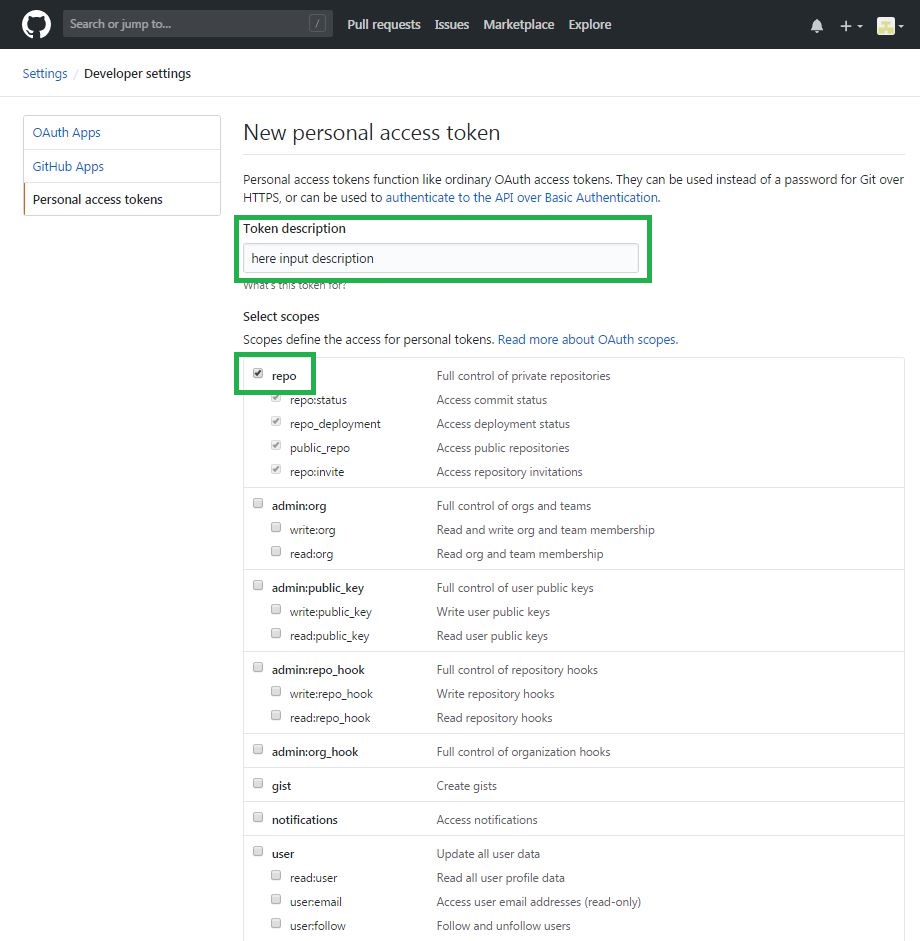 Search or jump to... / Pull requests Issues Marketplace Explore
Settings / Developer settings
OAuth Apps
GitHub Apps
Personal access tokens
New personal access token
Personal access tokens function like ordinary OAuth access tokens. They can be used instead of a password for Git over
HTTPS, or can be used to authenticate to the API over Basic Authentication.
Token description
here input description
What's this token for?
Select scopes
Scopes define the access for personal tokens. Read more about OAuth scopes.
repo Full control of private repositories
repo:status Access commit status
repo_deployment Access deployment status
public_repo Access public repositories
repo:invite Access repository invitations
admin:org Full control of orgs and teams
write:org Read and write org and team membership
read:org Read org and team membership
admin:public_key Full control of user public keys
write:public_key Write user public keys
read:public_key Read user public keys
admin:repo_hook Full control of repository hooks
write:repo_hook Write repository hooks
read:repo_hook Read repository hooks
admin:org_hook Full control of organization hooks
gist Create gists
notifications Access notifications
user Update all user data
read:user Read all user profile data
user:email Access user email addresses (read-only)
user:follow Follow and unfollow users